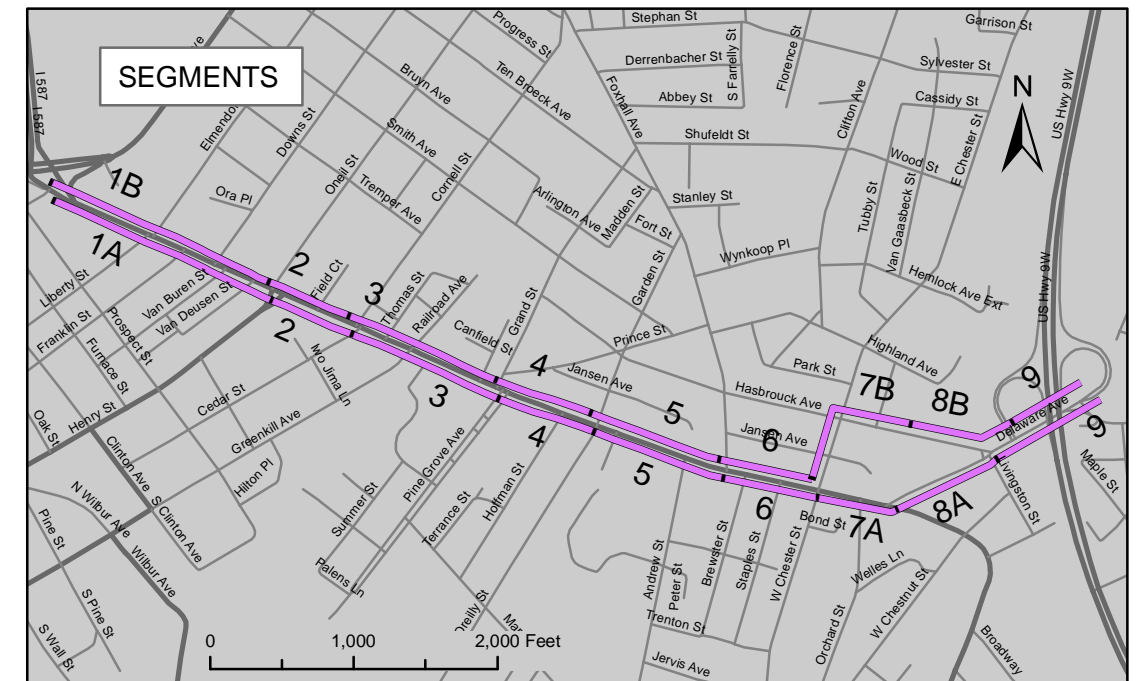 SEGMENTS
Stephan St
Garrison St
Progress St
Derrenbacher St
S Farrelly St
Florence St
Sylvester St
I 587
I 587
Bruyn Ave
Ten Broeck Ave
Foxhall Ave
Abbey St
Clifton Ave
Cassidy St
N
US Hwy 9W
Downs St
Smith Ave
Shufeldt St
Wood St
E Chester St
Oneil St
Cornell St
Ora Pl
Tremper Ave
Arlington Ave
Madden St
Stanley St
Tubby St
Van Gaasbeck St
1B
1A
Fort St
Wynkoop Pl
Hemlock Ave Ext
US Hwy 9W
Liberty St
Van Buren St
Van Deusen St
2
Field Ct
3
Thomas St
Railroad Ave
Garden St
Franklin St
Prospect St
Furnace St
2
Grand St
Canfield St
Prince St
Highland Ave
Iwo Jima Ln
3
4
Jansen Ave
Park St
Hasbrouck Ave
7B
8B
9
Delaware Ave
9
Oak St
Henry St
Cedar St
Greenkill Ave
4
5
Jansen Ave
6
Clinton Ave
S Clinton Ave
Hilton Pl
Pine Grove Ave
5
6
Livingston St
Maple St
N Wilbur Ave
Wilbur Ave
Summer St
Terrance St
Hoffman St
Bond St
7A
8A
Pine St
Palens Ln
Andrew St
Peter St
Brewster St
Staples St
W Chester St
Welles Ln
W Chestnut St
S Pine St
Trenton St
Orchard St
Broadway
S Wall St
Jervis Ave
0 1,000 2,000 Feet